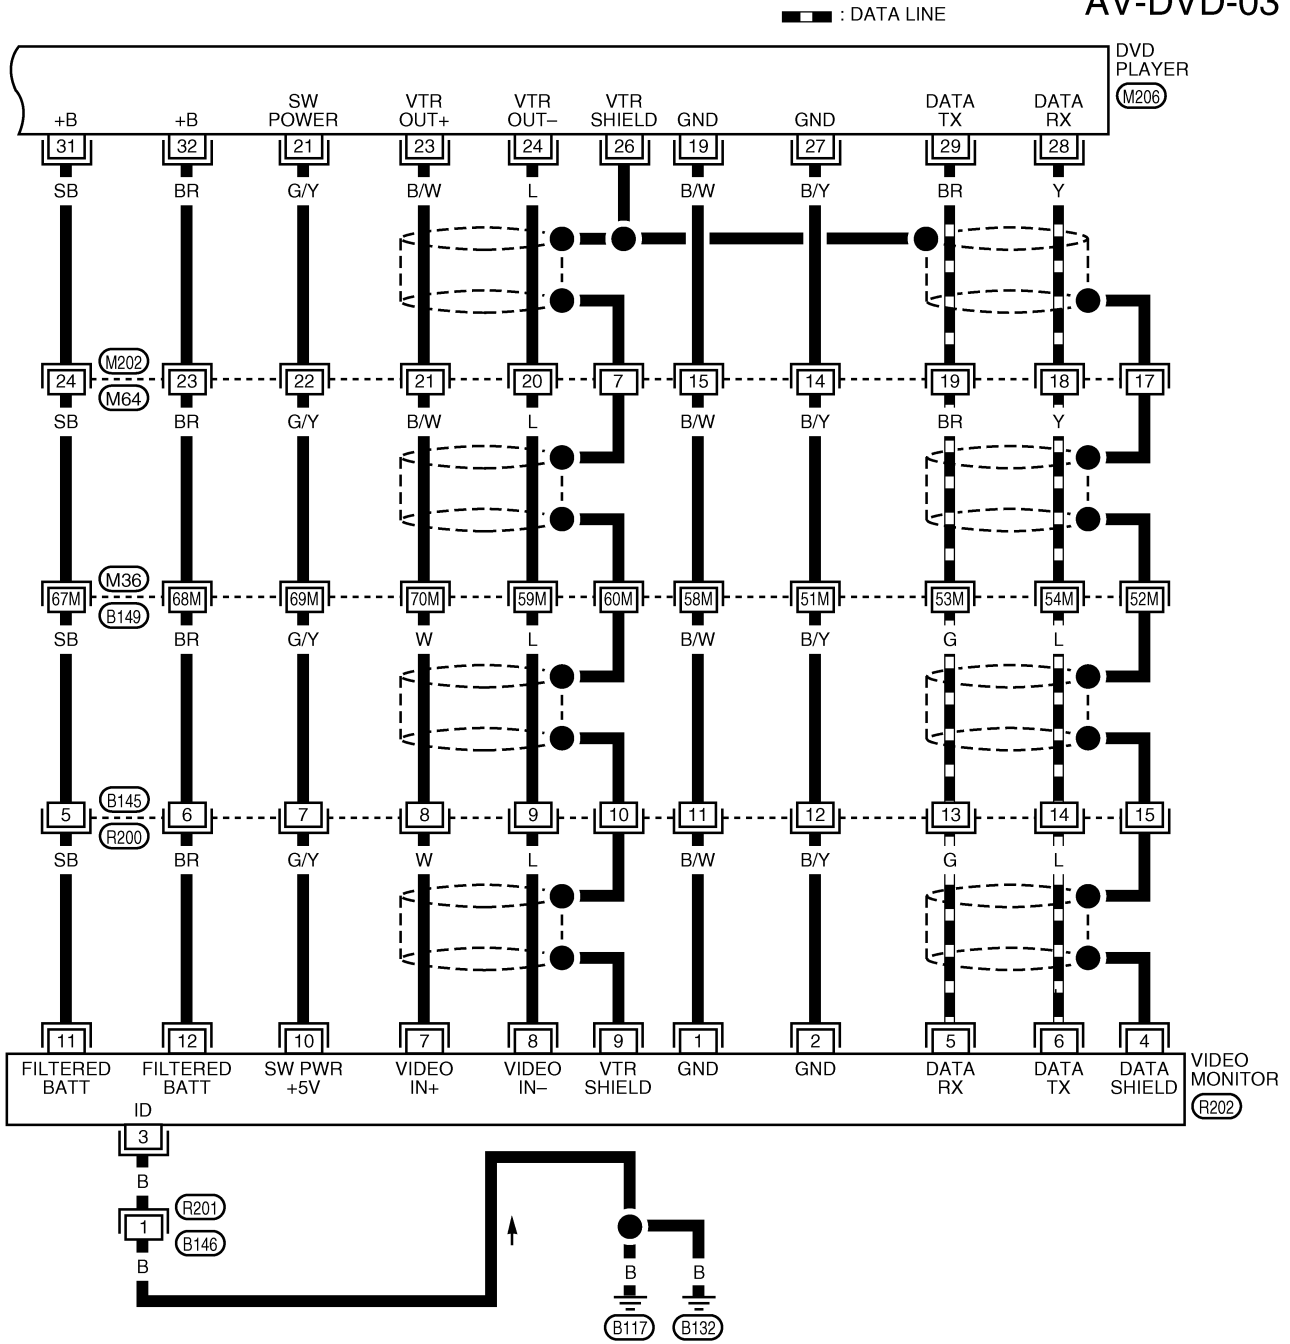 : DATA LINE
AV-DVD-03
DVD
PLAYER
M206
+B +B SW POWER VTR OUT+ VTR OUT– VTR SHIELD GND GND DATA TX DATA RX
31 32 21 23 24 26 19 27 29 28
SB BR G/Y B/W L B/W B/Y BR Y
M202
24 23 22 21 20 7 15 14 19 18 17
M64
SB BR G/Y B/W L B/W B/Y BR Y
M36
67M 68M 69M 70M 59M 60M 58M 51M 53M 54M 52M
B149
SB BR G/Y W L B/W B/Y G L
B145
5 6 7 8 9 10 11 12 13 14 15
R200
SB BR G/Y W L B/W B/Y G L
11 12 10 7 8 9 1 2 5 6 4
FILTERED BATT FILTERED BATT SW PWR +5V VIDEO IN+ VIDEO IN– VTR SHIELD GND GND DATA RX DATA TX DATA SHIELD
VIDEO
MONITOR
R202
ID
3
B
R201
1
B146
B
B B
B117 B132